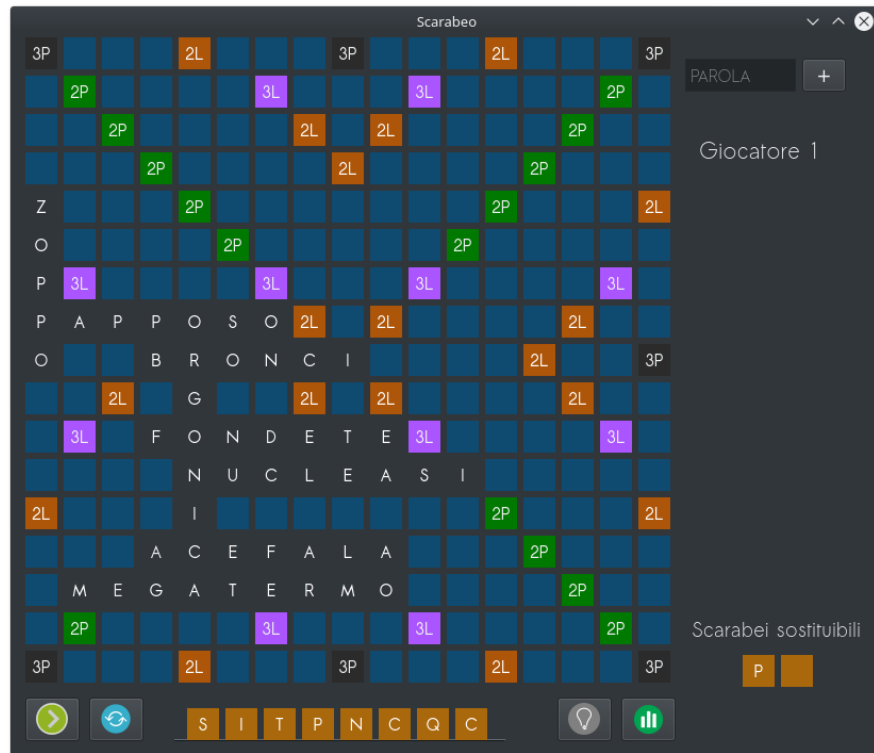 Scarabeo
3P 2L 3P 2L 3P
2P 3L 3L 2P
PAROLA +
2P 2L 2L 2P
2P 2L 2P
Giocatore 1
Z 2P 2P 2L
O 2P 2P
P 3L 3L 3L 3L
P A P P O S O 2L 2L 2L
O B R O N C I 2L 3P
2L G 2L 2L 2L
3L F O N D E T E 3L 3L
N U C L E A S I
2L I 2P 2L
A C E F A L A 2P
M E G A T E R M O 2P
2P 3L 3L 2P
Scarabei sostituibili
3P 2L 3P 2L 3P
P
S I T P N C Q C